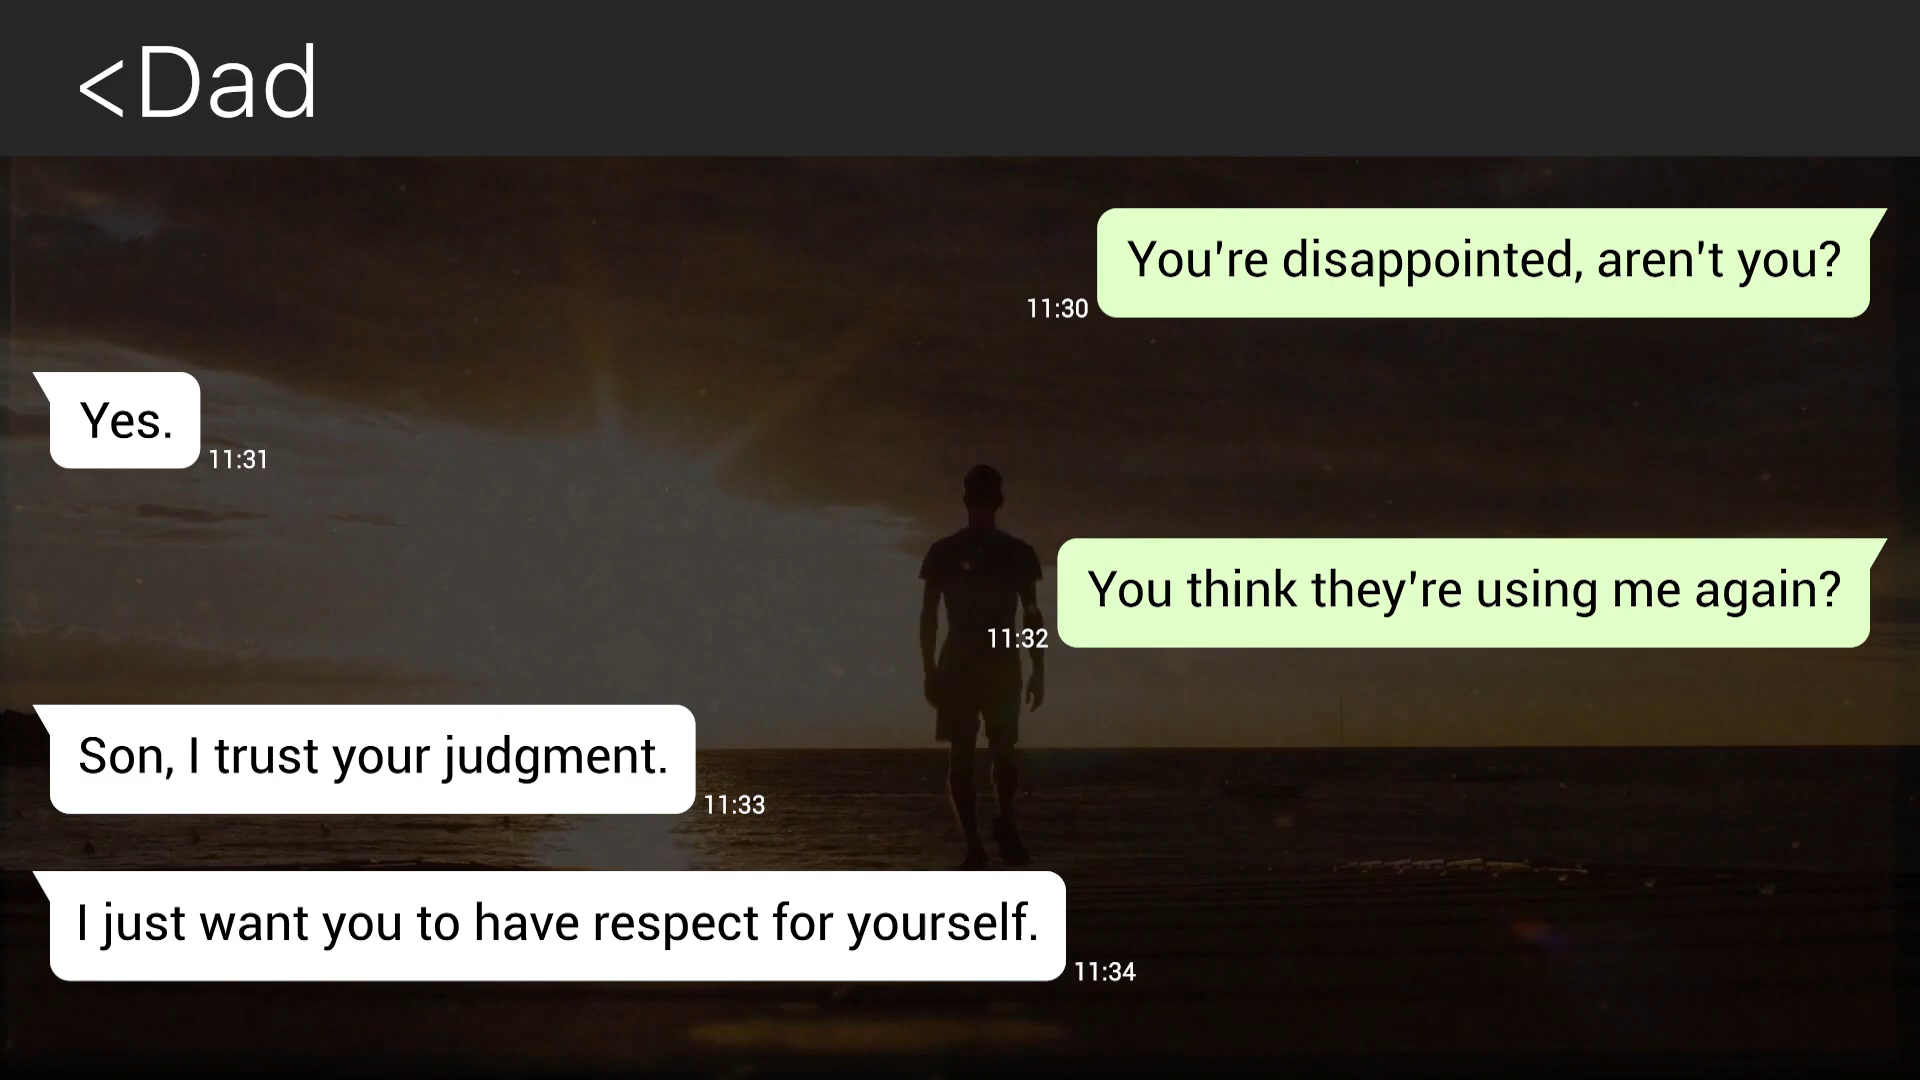 <Dad
You're disappointed, aren't you?
11:30
Yes.
11:31
You think they're using me again?
11:32
Son, I trust your judgment.
11:33
I just want you to have respect for yourself.
11:34